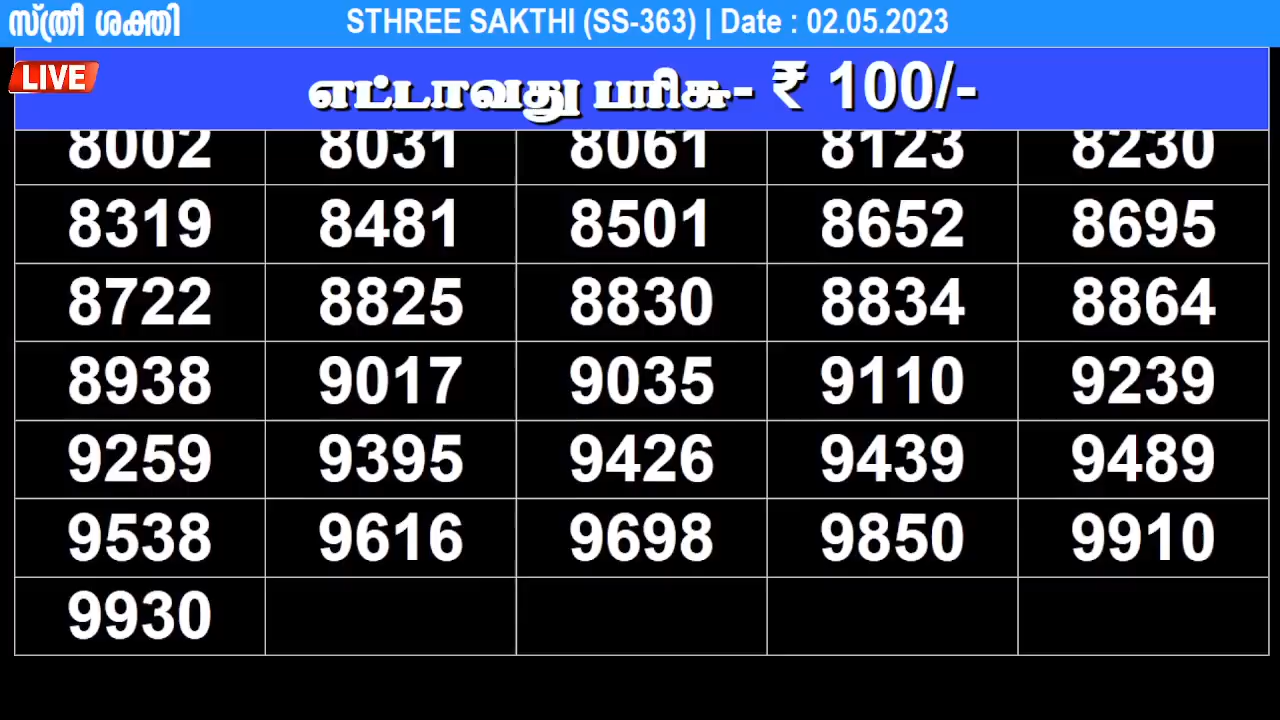 സ്ത്രീ ശക്തി STHREE SAKTHI (SS-363) | Date : 02.05.2023
LIVE எட்டாவது பரிசு- ₹ 100/-
8002 8031 8061 8123 8230
8319 8481 8501 8652 8695
8722 8825 8830 8834 8864
8938 9017 9035 9110 9239
9259 9395 9426 9439 9489
9538 9616 9698 9850 9910
9930